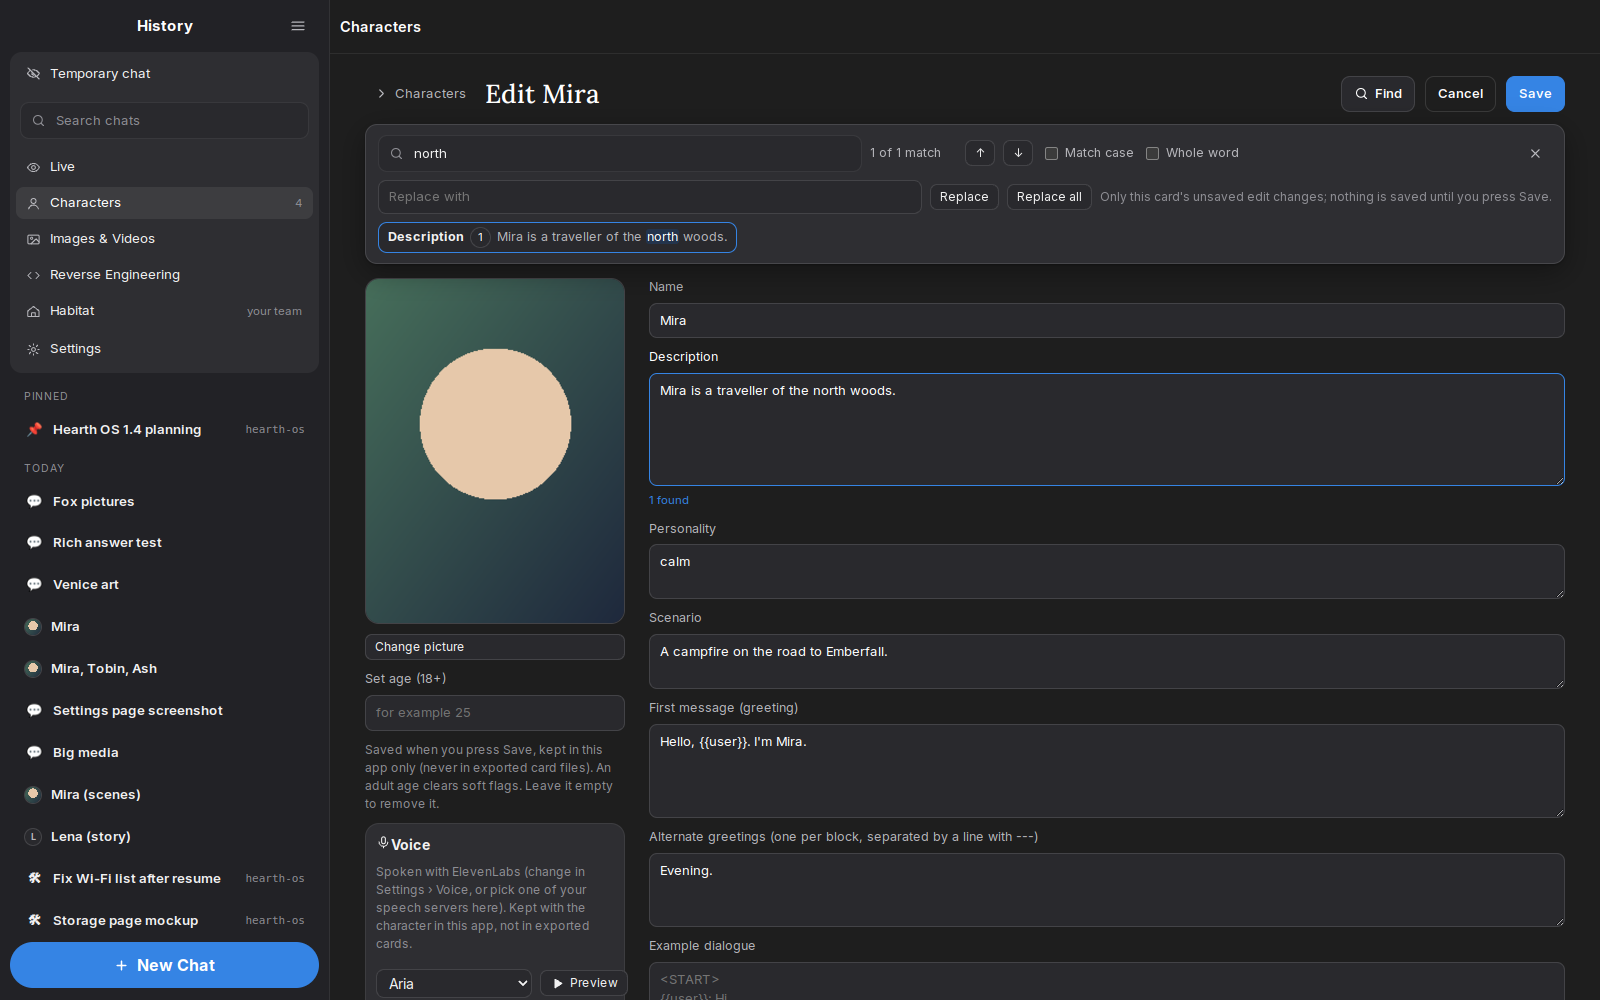 History
Temporary chat
Search chats
Live
Characters 4
Images & Videos
Reverse Engineering
Habitat your team
Settings
PINNED
Hearth OS 1.4 planning hearth-os
TODAY
Fox pictures
Rich answer test
Venice art
Mira
Mira, Tobin, Ash
Settings page screenshot
Big media
Mira (scenes)
L Lena (story)
Fix Wi-Fi list after resume hearth-os
Storage page mockup hearth-os
+ New Chat
Characters
Characters Edit Mira
Find Cancel Save
north 1 of 1 match Match case Whole word
Replace with Replace Replace all Only this card's unsaved edit changes; nothing is saved until you press Save.
Description 1 Mira is a traveller of the north woods.
Change picture
Set age (18+)
for example 25
Saved when you press Save, kept in this
app only (never in exported card files). An
adult age clears soft flags. Leave it empty
to remove it.
Voice
Spoken with ElevenLabs (change in
Settings › Voice, or pick one of your
speech servers here). Kept with the
character in this app, not in exported
cards.
Aria Preview
Name
Mira
Description
Mira is a traveller of the north woods.
1 found
Personality
calm
Scenario
A campfire on the road to Emberfall.
First message (greeting)
Hello, {{user}}. I'm Mira.
Alternate greetings (one per block, separated by a line with ---)
Evening.
Example dialogue
<START>
{{user}}: Hi